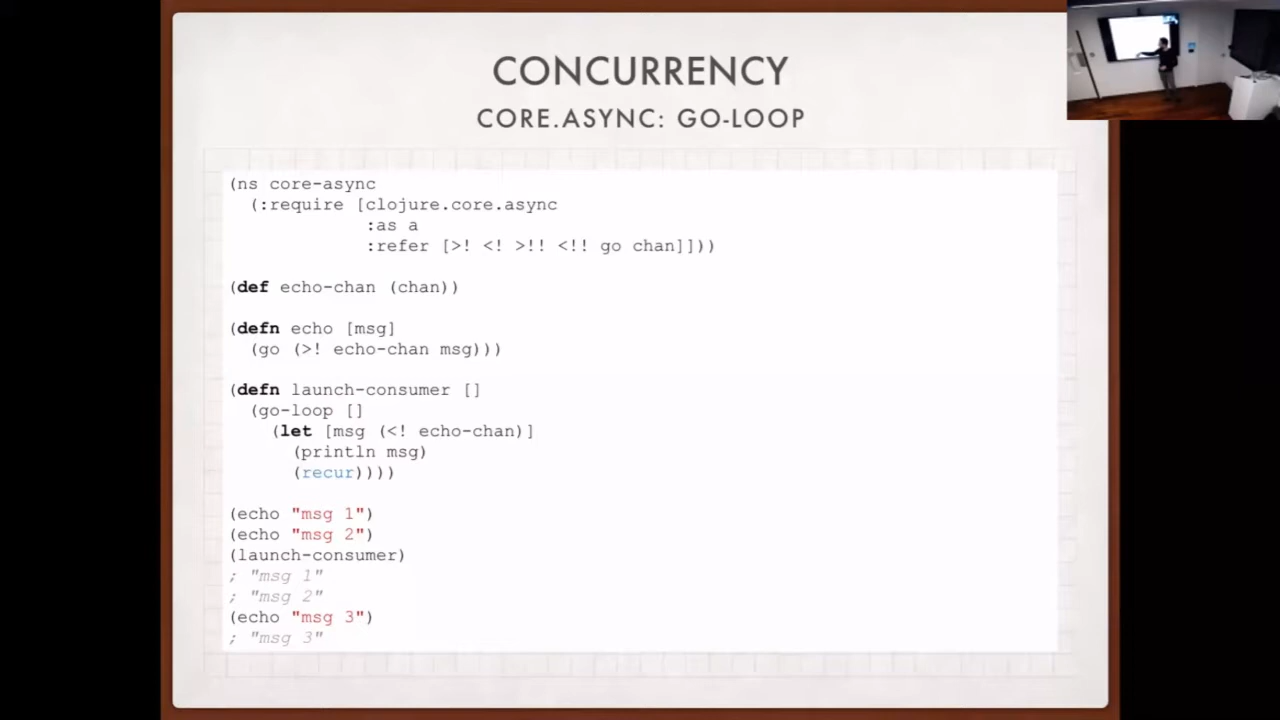 CONCURRENCY
CORE.ASYNC: GO-LOOP
(ns core-async
  (:require [clojure.core.async
             :as a
             :refer [>! <! >!! <!! go chan]]))
(def echo-chan (chan))
(defn echo [msg]
  (go (>! echo-chan msg)))
(defn launch-consumer []
  (go-loop []
    (let [msg (<! echo-chan)]
      (println msg)
      (recur))))
(echo "msg 1")
(echo "msg 2")
(launch-consumer)
; "msg 1"
; "msg 2"
(echo "msg 3")
; "msg 3"